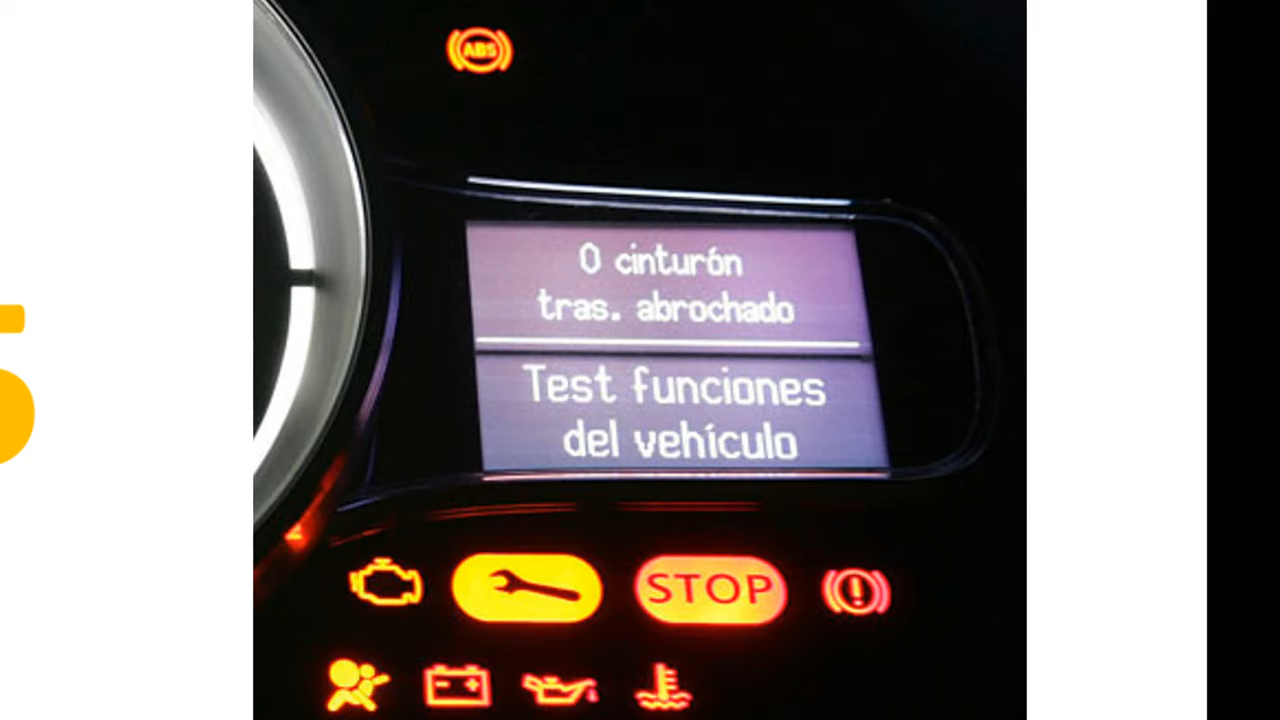 ABS
0 cinturón
tras. abrochado
Test funciones
del vehículo
STOP